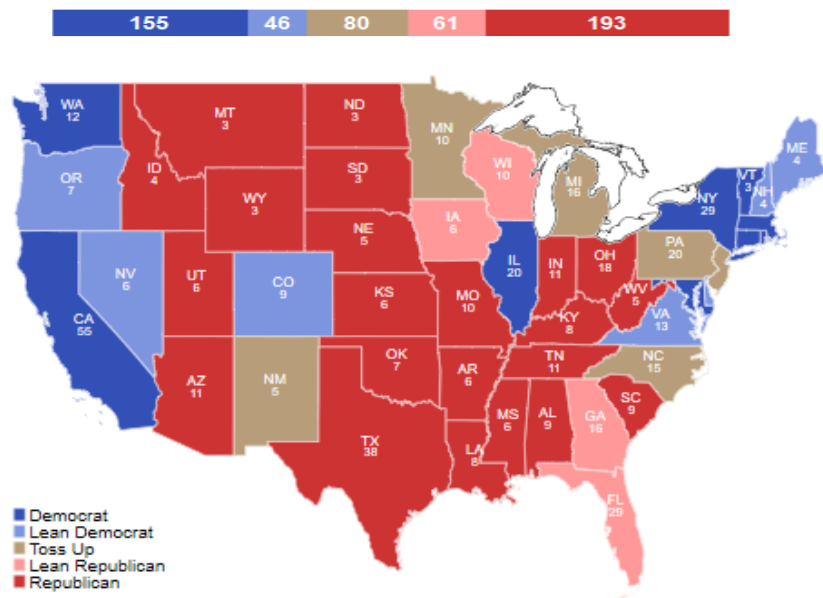 155 46 80 61 193
WA
12
OR
7
CA
55
NV
6
ID
4
MT
3
WY
3
UT
6
AZ
11
CO
9
NM
5
ND
3
SD
3
NE
5
KS
6
OK
7
TX
38
MN
10
IA
6
MO
10
AR
6
LA
8
WI
10
IL
20
MI
16
IN
11
OH
18
KY
8
TN
11
MS
6
AL
9
GA
16
FL
29
SC
9
NC
15
VA
13
WV
5
PA
20
NY
29
VT
3
NH
4
ME
4
Democrat
Lean Democrat
Toss Up
Lean Republican
Republican